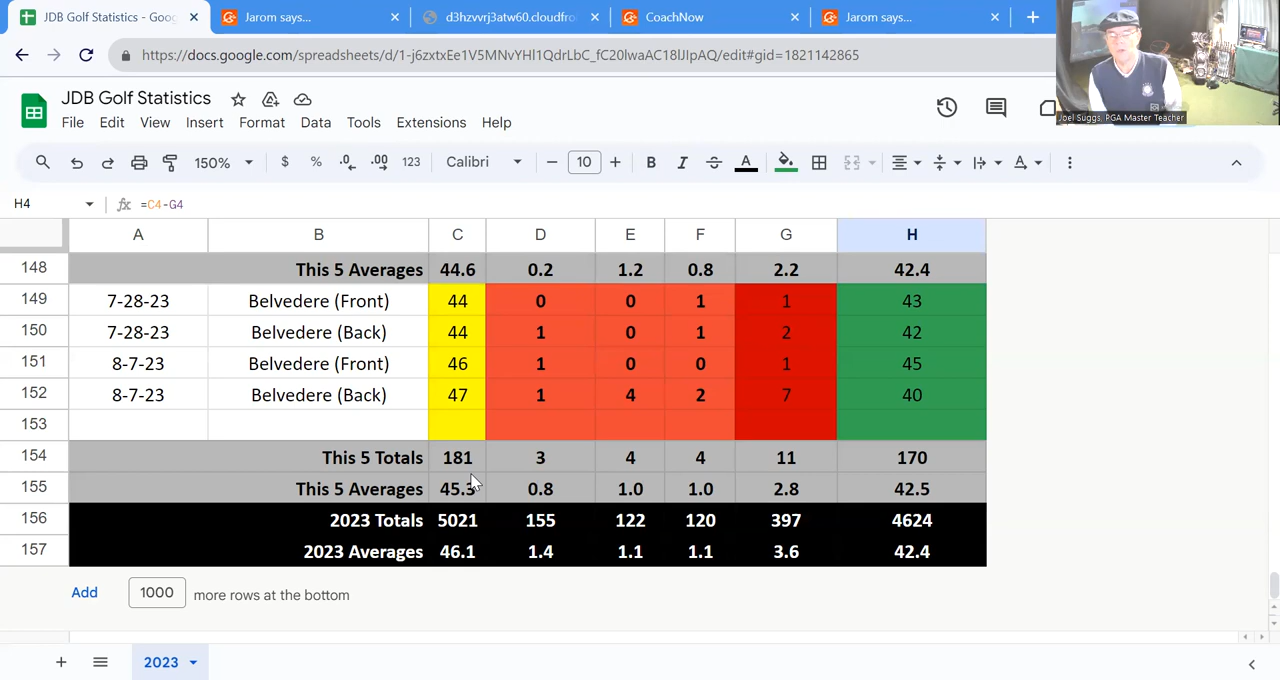 JDB Golf Statistics - Goo
Jarom says...
d3hzvvrj3atw60.cloudfro
CoachNow
Jarom says...
https://docs.google.com/spreadsheets/d/1-j6zxtxEe1V5MNvYHl1QdrLbC_fC20lwaAC18lJIpAQ/edit#gid=1821142865
Joel Suggs, PGA Master Teacher
JDB Golf Statistics
File Edit View Insert Format Data Tools Extensions Help
150% $ % .0 .00 123 Calibri 10 B I S A
H4 fx =C4-G4
A B C D E F G H
148 This 5 Averages 44.6 0.2 1.2 0.8 2.2 42.4
149 7-28-23 Belvedere (Front) 44 0 0 1 1 43
150 7-28-23 Belvedere (Back) 44 1 0 1 2 42
151 8-7-23 Belvedere (Front) 46 1 0 0 1 45
152 8-7-23 Belvedere (Back) 47 1 4 2 7 40
153
154 This 5 Totals 181 3 4 4 11 170
155 This 5 Averages 45.3 0.8 1.0 1.0 2.8 42.5
156 2023 Totals 5021 155 122 120 397 4624
157 2023 Averages 46.1 1.4 1.1 1.1 3.6 42.4
Add 1000 more rows at the bottom
2023